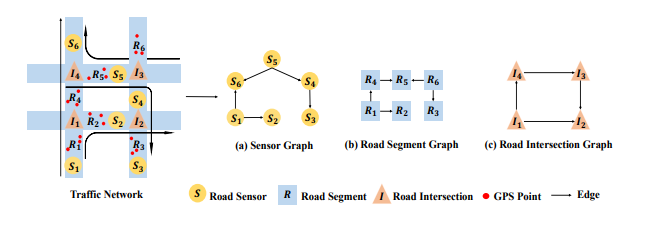 S6
R6
I4 R5 S5 I3
R4 S4
I1 R2 S2 I2
R1 R3
S1 S3
Traffic Network
S5
S6 S4
S1 S2 S3
(a) Sensor Graph
R4 R5 R6
R1 R2 R3
(b) Road Segment Graph
I4 I3
I1 I2
(c) Road Intersection Graph
S Road Sensor R Road Segment I Road Intersection GPS Point Edge